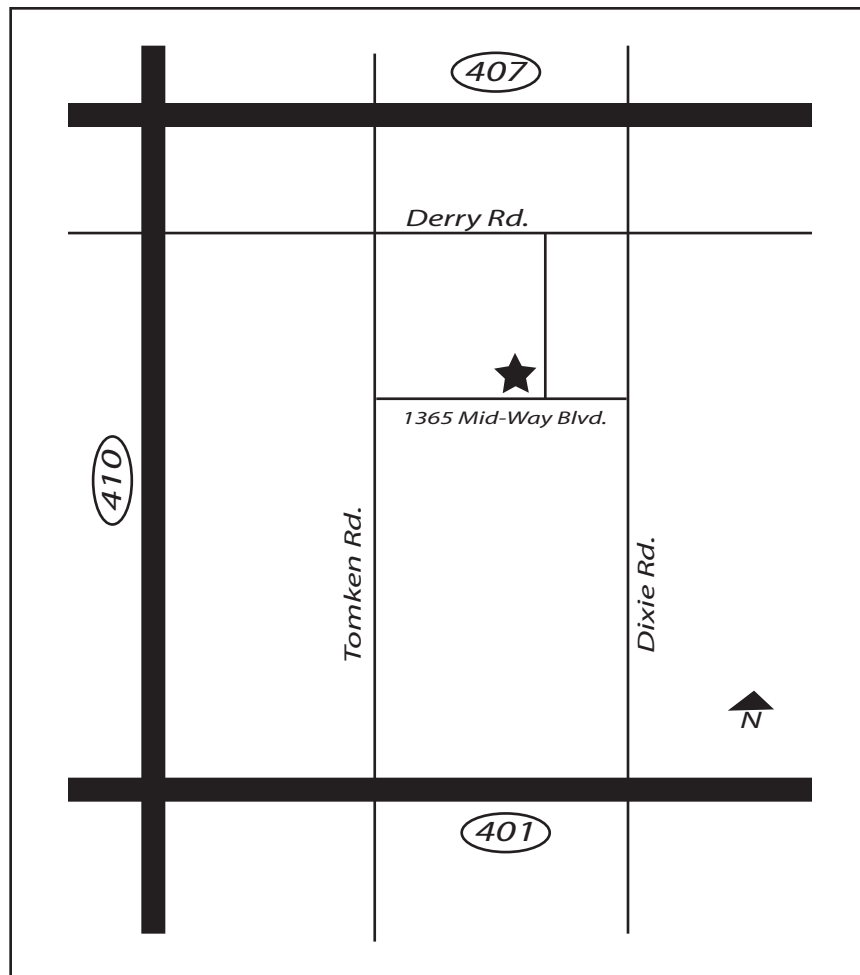 407
Derry Rd.
1365 Mid-Way Blvd.
410
Tomken Rd.
Dixie Rd.
N
401